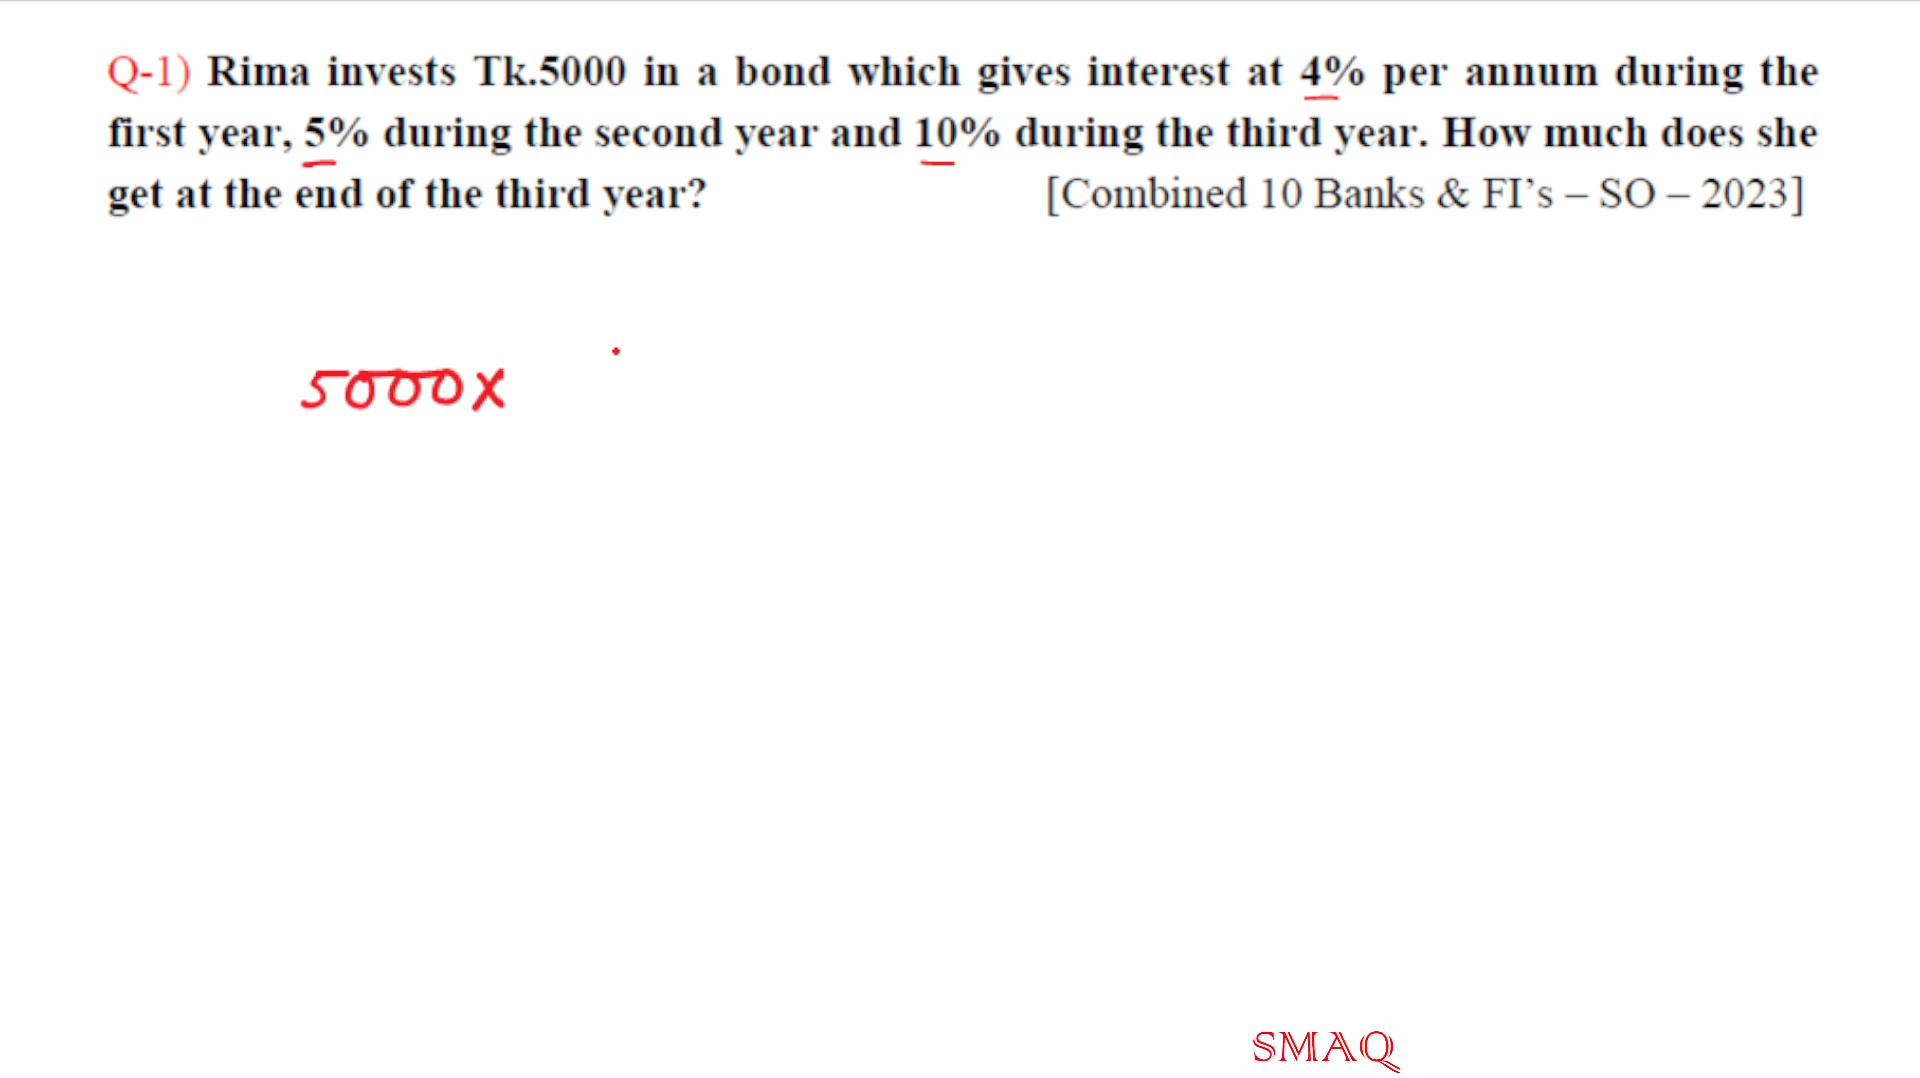 Q-1) Rima invests Tk.5000 in a bond which gives interest at 4% per annum during the
first year, 5% during the second year and 10% during the third year. How much does she
get at the end of the third year? [Combined 10 Banks & FI’s – SO – 2023]
5000X
SMAQ